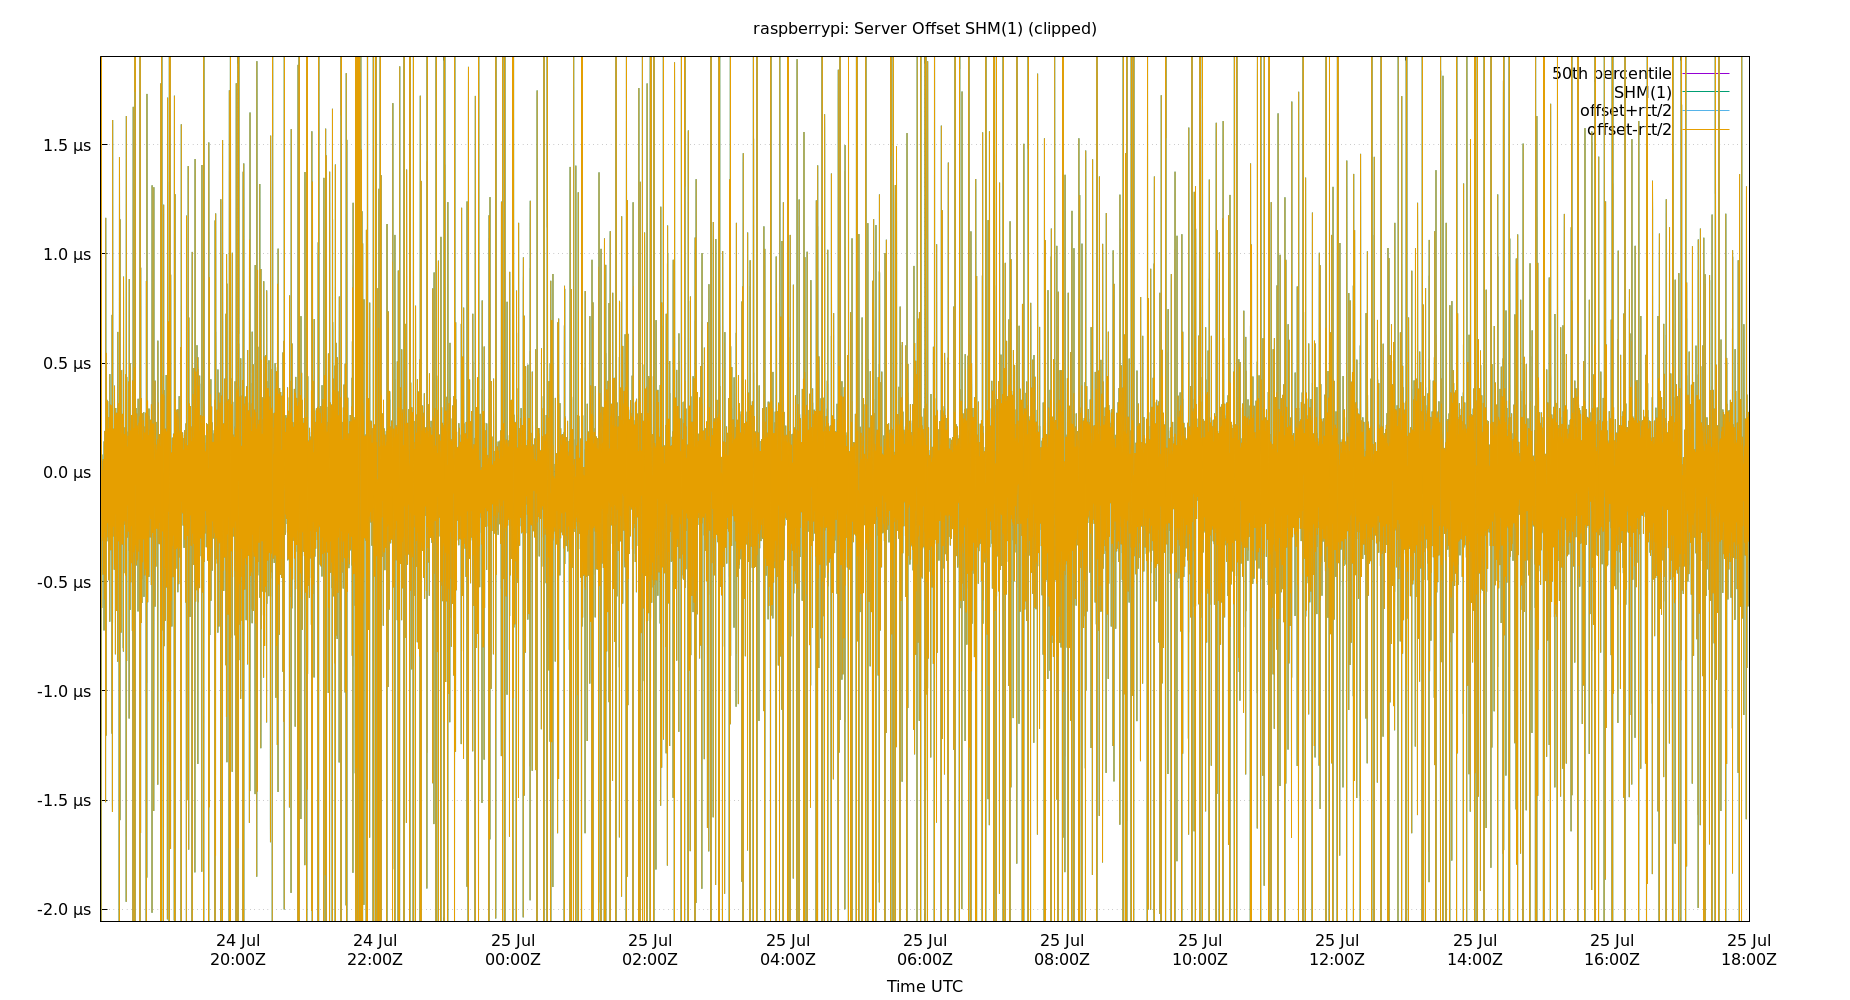 raspberrypi: Server Offset SHM(1) (clipped)
50th percentile
SHM(1)
offset+rtt/2
offset-rtt/2
1.5 µs
1.0 µs
0.5 µs
0.0 µs
-0.5 µs
-1.0 µs
-1.5 µs
-2.0 µs
24 Jul 24 Jul 25 Jul 25 Jul 25 Jul 25 Jul 25 Jul 25 Jul 25 Jul 25 Jul 25 Jul 25 Jul
20:00Z 22:00Z 00:00Z 02:00Z 04:00Z 06:00Z 08:00Z 10:00Z 12:00Z 14:00Z 16:00Z 18:00Z
Time UTC